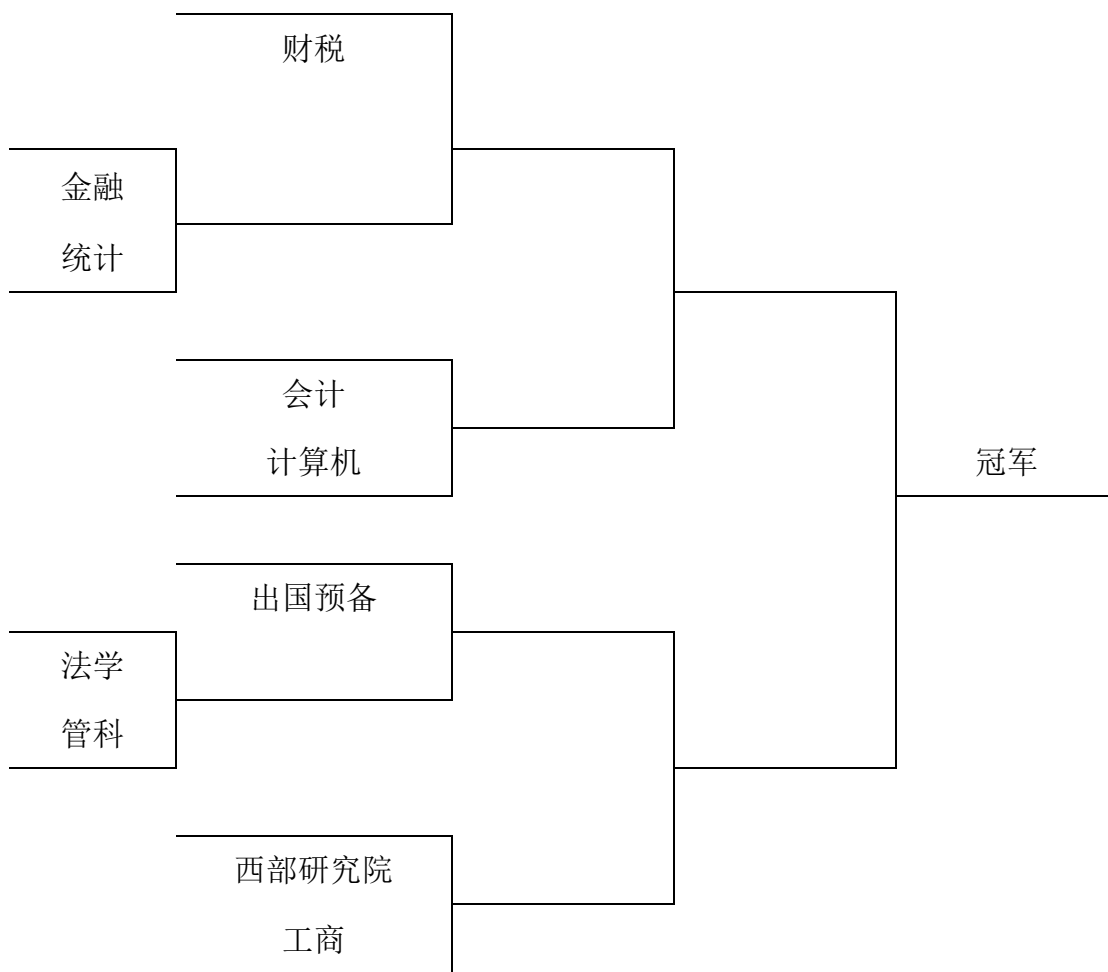 财税
金融
统计
会计
计算机
冠军
出国预备
法学
管科
西部研究院
工商